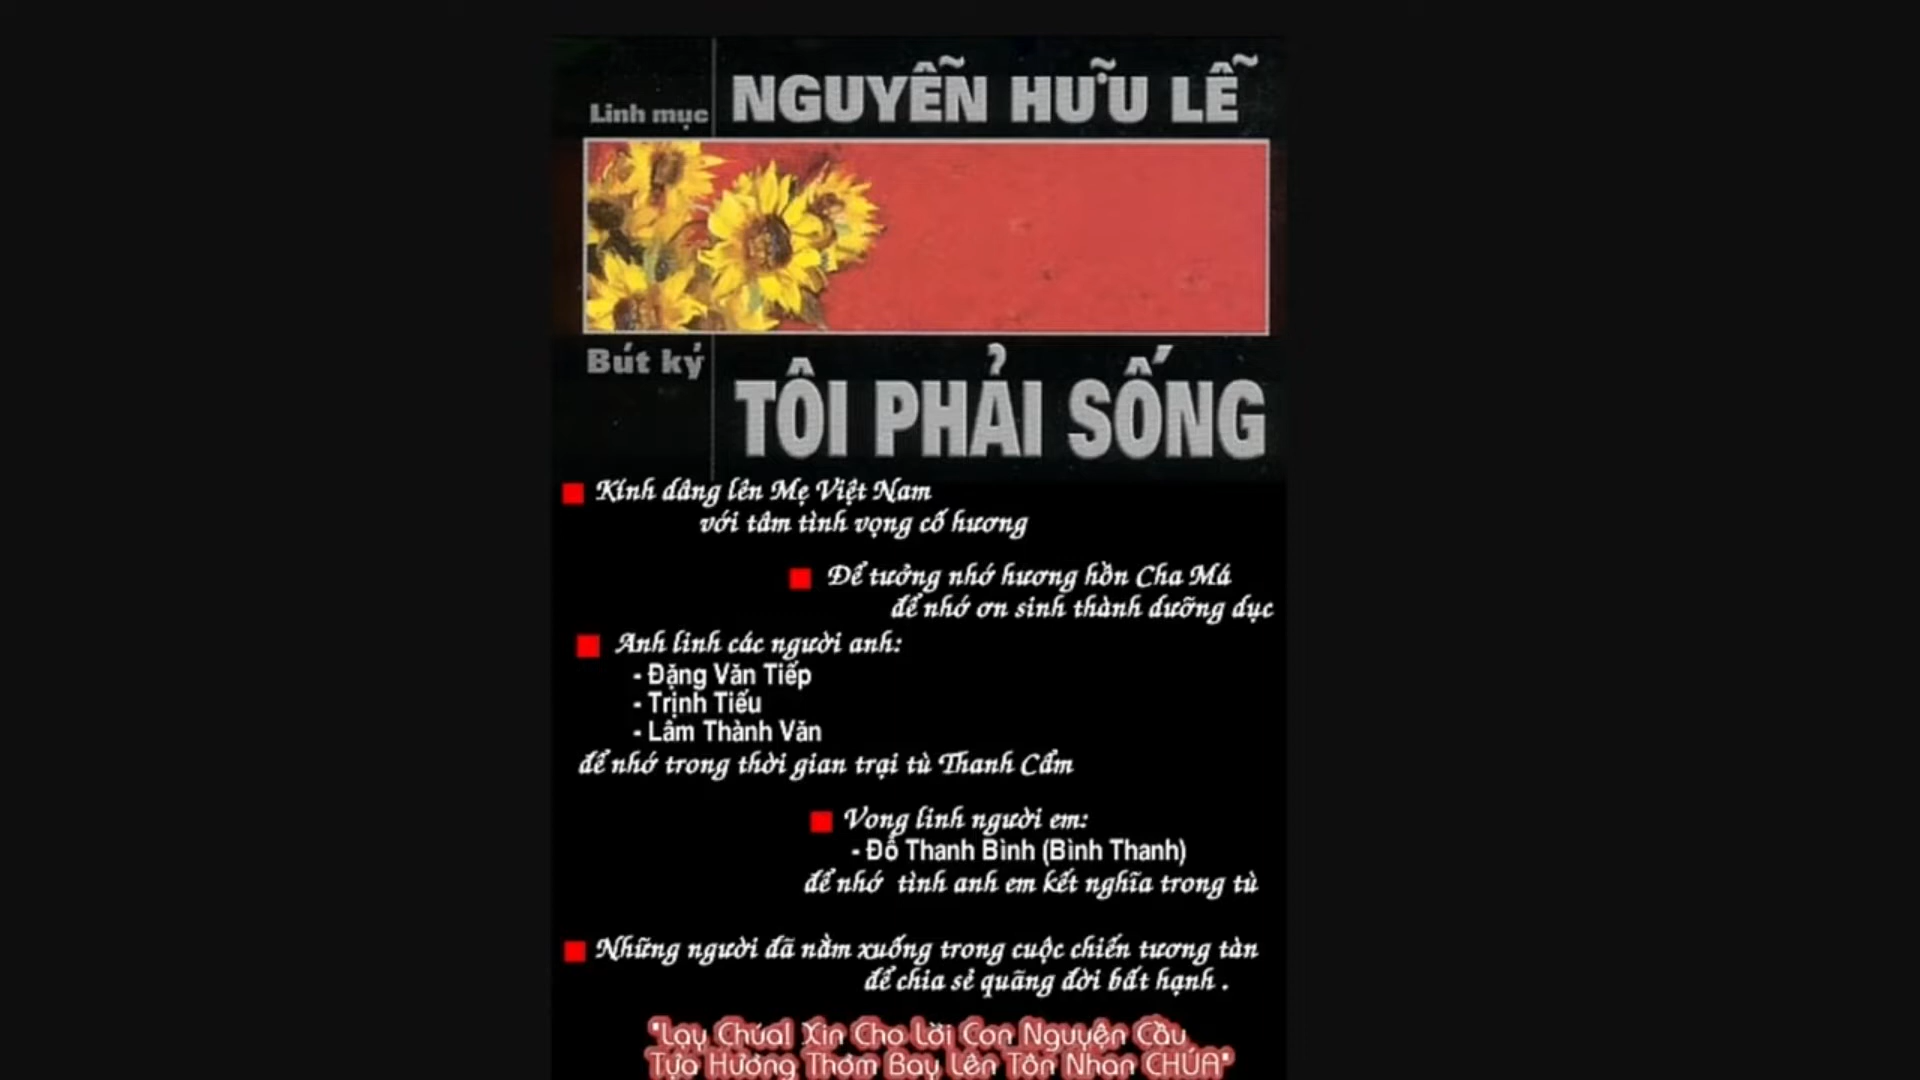 Linh mục NGUYỄN HỮU LỄ
Bút ký TÔI PHẢI SỐNG
Kính dâng lên Mẹ Việt Nam
với tâm tình vọng cố hương
Để tưởng nhớ hương hồn Cha Má
để nhớ ơn sinh thành dưỡng dục
Anh linh các người anh:
- Đặng Văn Tiếp
- Trịnh Tiếu
- Lâm Thành Văn
để nhớ trong thời gian trại tù Thanh Cẩm
Vong linh người em:
- Đỗ Thanh Bình (Bình Thanh)
để nhớ tình anh em kết nghĩa trong tù
Những người đã nằm xuống trong cuộc chiến tương tàn
để chia sẻ quãng đời bất hạnh .
"Lạy Chúa! Xin Cho Lời Con Nguyện Cầu
Tựa Hương Thơm Bay Lên Tôn Nhan CHÚA"